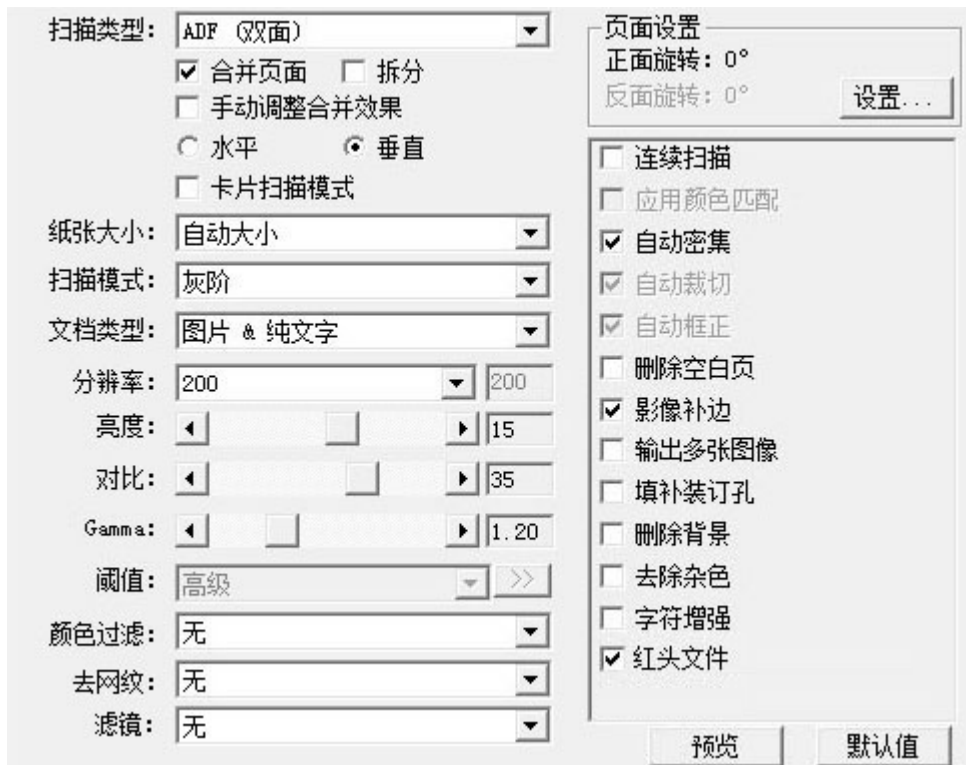 扫描类型: ADF （双面）
合并页面 拆分
手动调整合并效果
水平 垂直
卡片扫描模式
纸张大小: 自动大小
扫描模式: 灰阶
文档类型: 图片 & 纯文字
分辨率: 200 200
亮度: 15
对比: 35
Gamma: 1.20
阈值: 高级 >>
颜色过滤: 无
去网纹: 无
滤镜: 无
页面设置
正面旋转: 0°
反面旋转: 0°
设置...
连续扫描
应用颜色匹配
自动密集
自动裁切
自动框正
删除空白页
影像补边
输出多张图像
填补装订孔
删除背景
去除杂色
字符增强
红头文件
预览 默认值